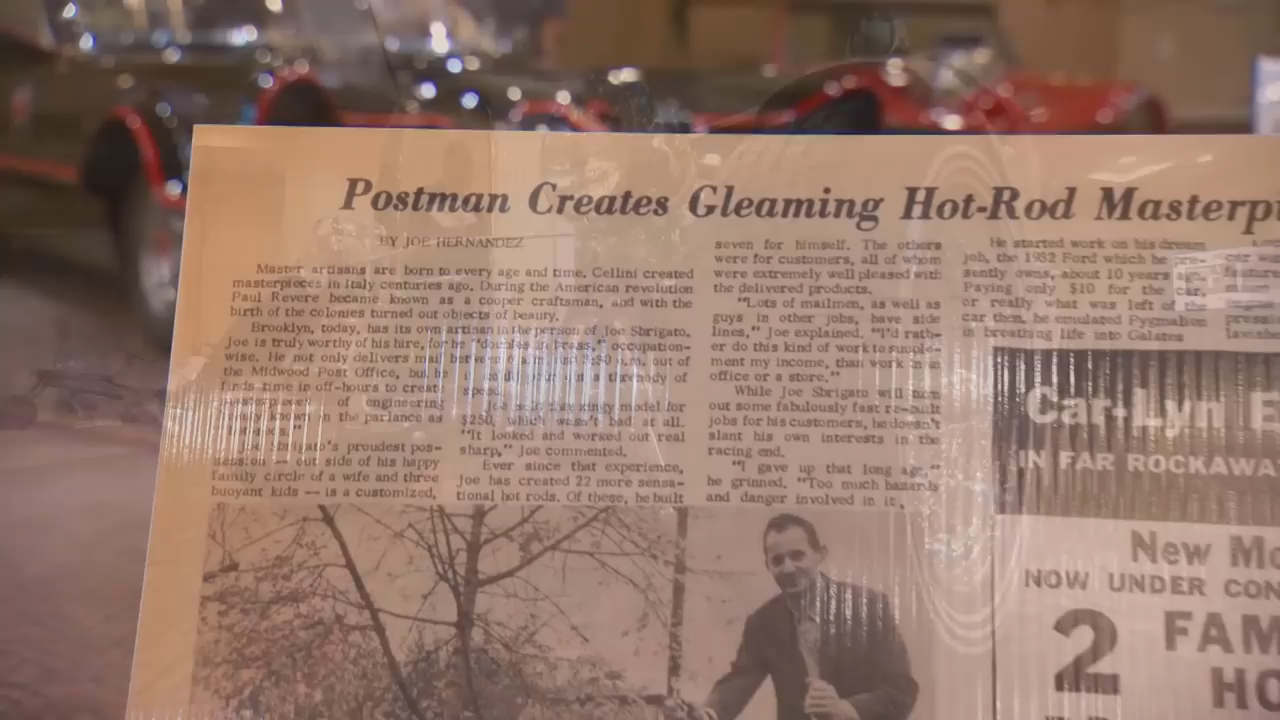 Postman Creates Gleaming Hot-Rod Masterp
BY JOE HERNANDEZ
Master artisans are born to every age and time. Cellini created
masterpieces in Italy centuries ago. During the American revolution
Paul Revere became known as a cooper craftsman, and with the
birth of the colonies turned out objects of beauty.
Brooklyn, today, has its own artisan in the person of Joe Sbrigato.
Joe is truly worthy of his hire, for he "doubles in brass," occupation-
wise. He not only delivers mail
the Midwood Post Office, but he
finds time in off-hours to create
masterpieces of engineering
beauty known in the parlance as
"hot-rods."
Joe Sbrigato's proudest pos-
session — out side of his happy
family circle of a wife and three
buoyant kids — is a customized,
out of
a threnody of
speed.
Joe model for
$250, which wasn't bad at all.
"It looked and worked out real
sharp," Joe commented.
Ever since that experience,
Joe has created 22 more sensa-
tional hot rods. Of these, he built
seven for himself. The others
were for customers, all of whom
were extremely well pleased with
the delivered products.
"Lots of mailmen, as well as
guys in other jobs, have side
lines," Joe explained. "I'd rath-
er do this kind of work to supple-
ment my income, than work in an
office or a store."
While Joe Sbrigato will turn
out some fabulously fast re-built
jobs for his customers, he doesn't
slant his own interests in the
racing end.
"I gave up that long ago,"
he grinned. "Too much hazards
and danger involved in it.
He started work on his dream
job, the 1932 Ford which he pre-
sently owns, about 10 years ago.
Paying only $10 for the car,
or really what was left of the
car then, he emulated Pygmalion
in breathing life into Galatea
Car-Lyn E
IN FAR ROCKAWA
New Mo
NOW UNDER CON
2 FAM
HO